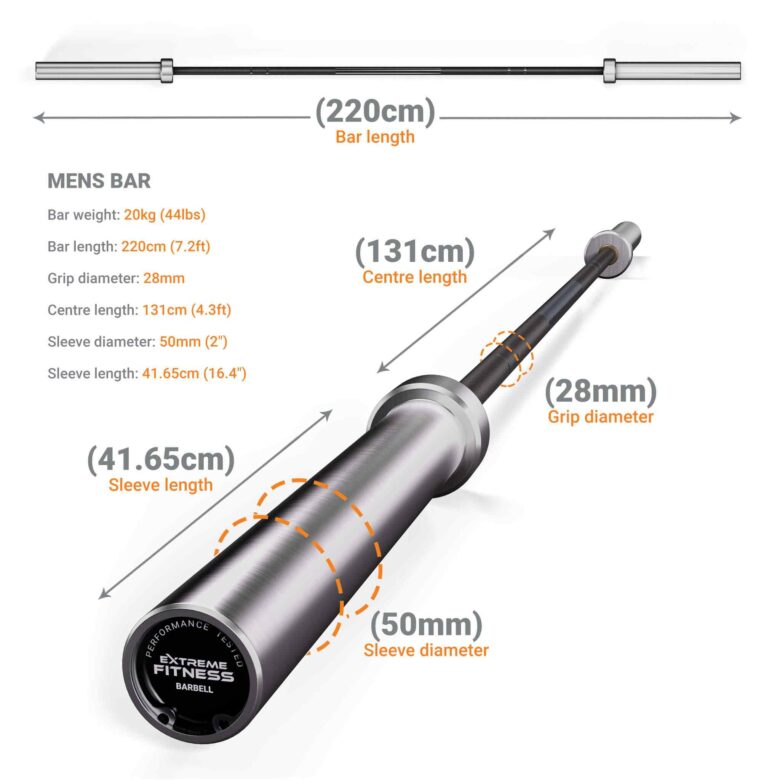 (220cm)
Bar length
MENS BAR
Bar weight: 20kg (44lbs)
Bar length: 220cm (7.2ft)
Grip diameter: 28mm
Centre length: 131cm (4.3ft)
Sleeve diameter: 50mm (2")
Sleeve length: 41.65cm (16.4")
(131cm)
Centre length
(28mm)
Grip diameter
(41.65cm)
Sleeve length
(50mm)
Sleeve diameter
PERFORMANCE TESTED
EXTREME
FITNESS
BARBELL